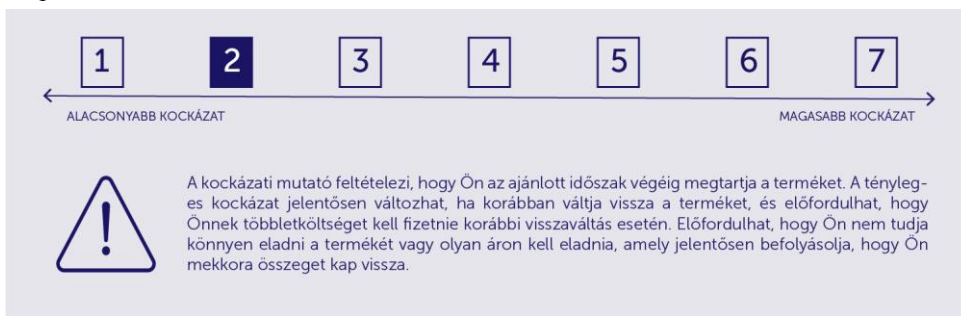 1 2 3 4 5 6 7
ALACSONYABB KOCKÁZAT MAGASABB KOCKÁZAT
A kockázati mutató feltételezi, hogy Ön az ajánlott időszak végéig megtartja a terméket. A tényleg-
es kockázat jelentősen változhat, ha korábban váltja vissza a terméket, és előfordulhat, hogy
Önnek többletköltséget kell fizetnie korábbi visszaváltás esetén. Előfordulhat, hogy Ön nem tudja
könnyen eladni a termékét vagy olyan áron kell eladnia, amely jelentősen befolyásolja, hogy Ön
mekkora összeget kap vissza.